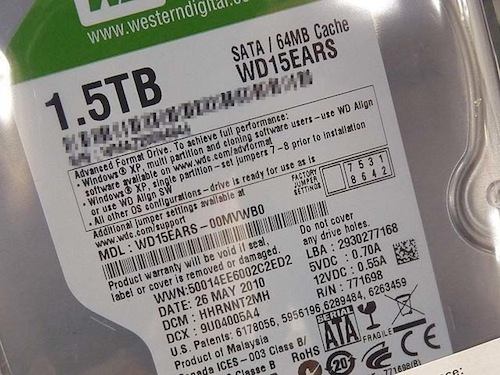 www.westerndigital.co
1.5TB
SATA / 64MB Cache
WD15EARS
Advanced Format Drive. To achieve full performance:
• Windows® XP, multi partition and cloning software users - use WD Align
software available on www.wdc.com/advformat
• Windows® XP, single partition - set jumpers 7-8 prior to installation
or use WD Align SW
• All other OS configurations - drive is ready for use as is
Additional jumper settings available at
www.wdc.com/support
FACTORY
JUMPER
SETTINGS
7 5 3 1
8 6 4 2
MDL: WD15EARS-00MVWB0
Product warranty will be void if seal,
label or cover is removed or damaged.
Do not cover
any drive holes.
WWN:50014EE6002C2ED2
LBA: 2930277168
DATE: 26 MAY 2010
5VDC: 0.70A
DCM: HHRNNT2MH
12VDC: 0.55A
DCX: 9U04005A4
R/N: 771698
U.S. Patents: 6178056, 5956196, 6289484, 6263459
Product of Malaysia
ICES-003 Class B/
Classe B
RoHS
SERIAL
ATA
FRAGILE
20